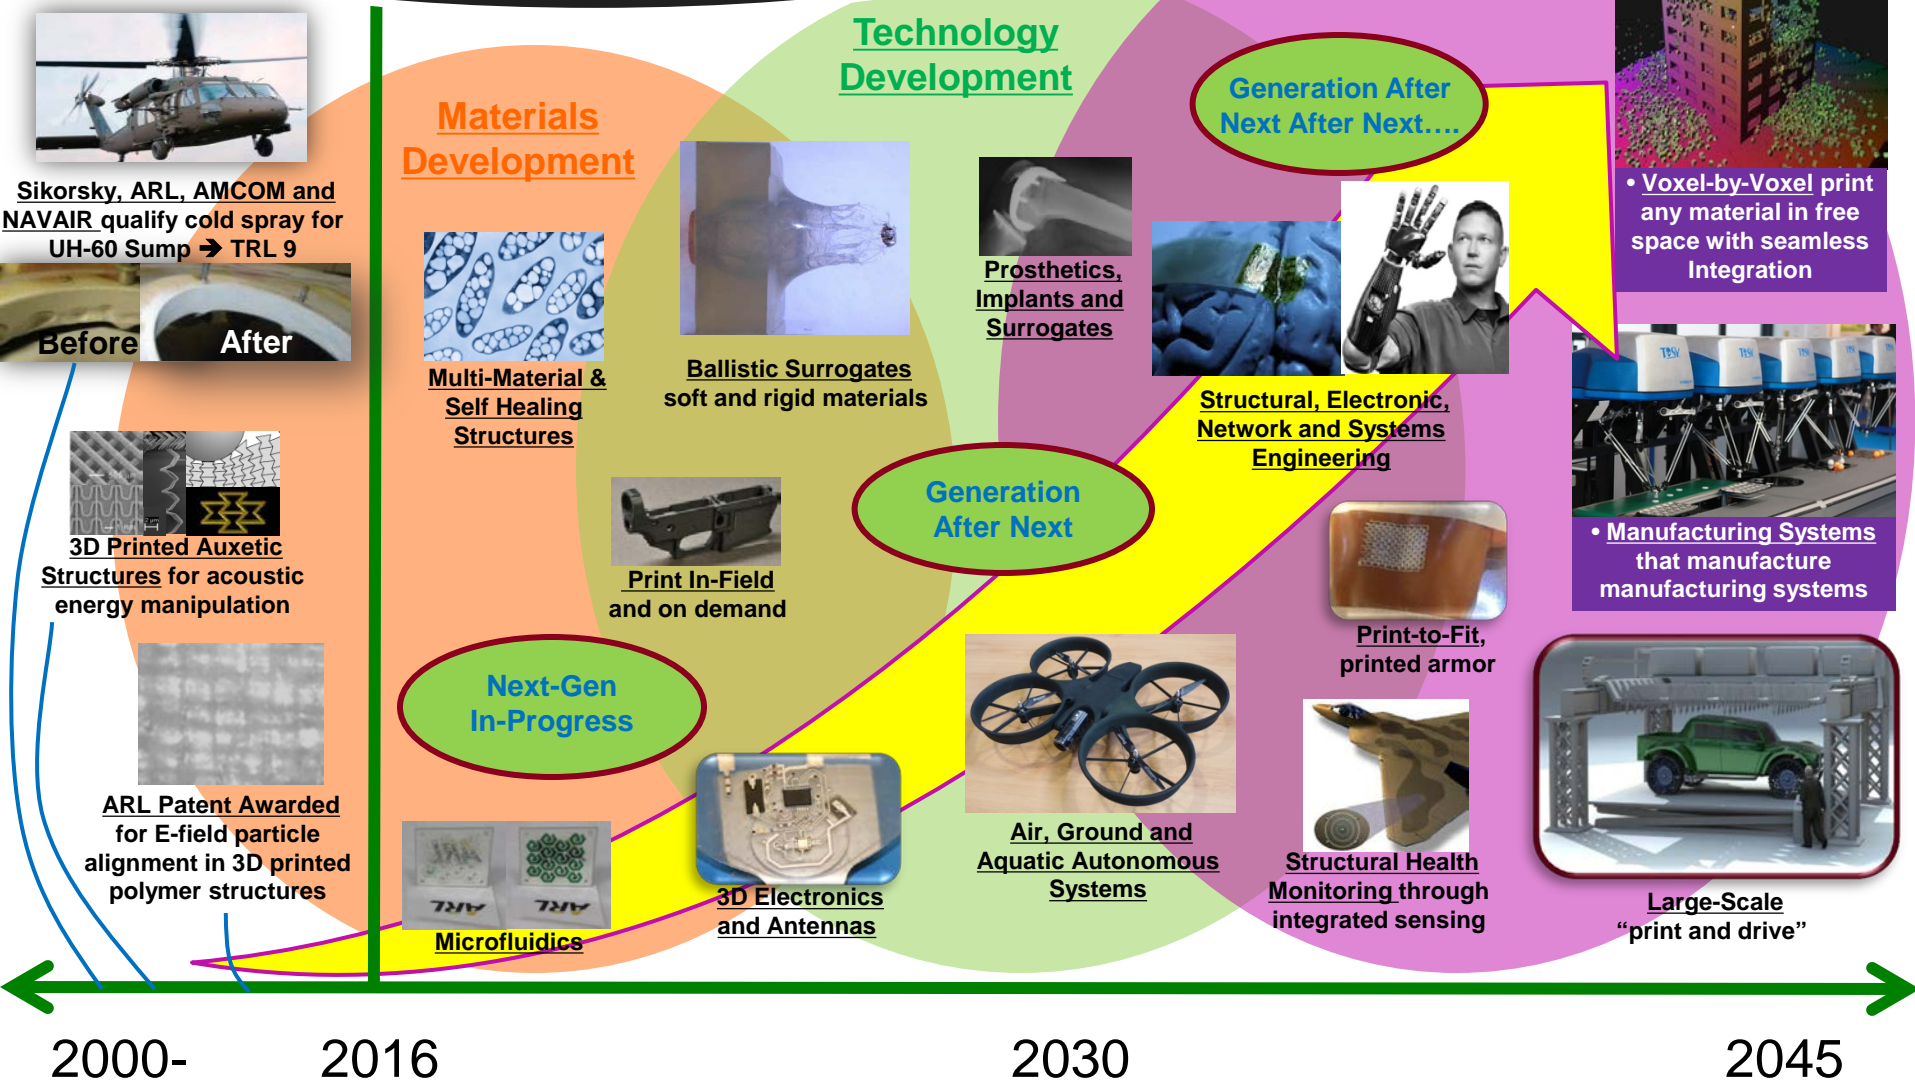 Technology
Development
Materials
Development
Generation After
Next After Next....
Sikorsky, ARL, AMCOM and
NAVAIR qualify cold spray for
UH-60 Sump ➔ TRL 9
Before
After
• Voxel-by-Voxel print
any material in free
space with seamless
Integration
Prosthetics,
Implants and
Surrogates
Multi-Material &
Self Healing
Structures
Ballistic Surrogates
soft and rigid materials
Structural, Electronic,
Network and Systems
Engineering
Generation
After Next
3D Printed Auxetic
Structures for acoustic
energy manipulation
2 µm
Print In-Field
and on demand
• Manufacturing Systems
that manufacture
manufacturing systems
Print-to-Fit,
printed armor
Next-Gen
In-Progress
ARL Patent Awarded
for E-field particle
alignment in 3D printed
polymer structures
ARL
ARL
Microfluidics
3D Electronics
and Antennas
Air, Ground and
Aquatic Autonomous
Systems
Structural Health
Monitoring through
integrated sensing
Large-Scale
“print and drive”
2000-
2016
2030
2045